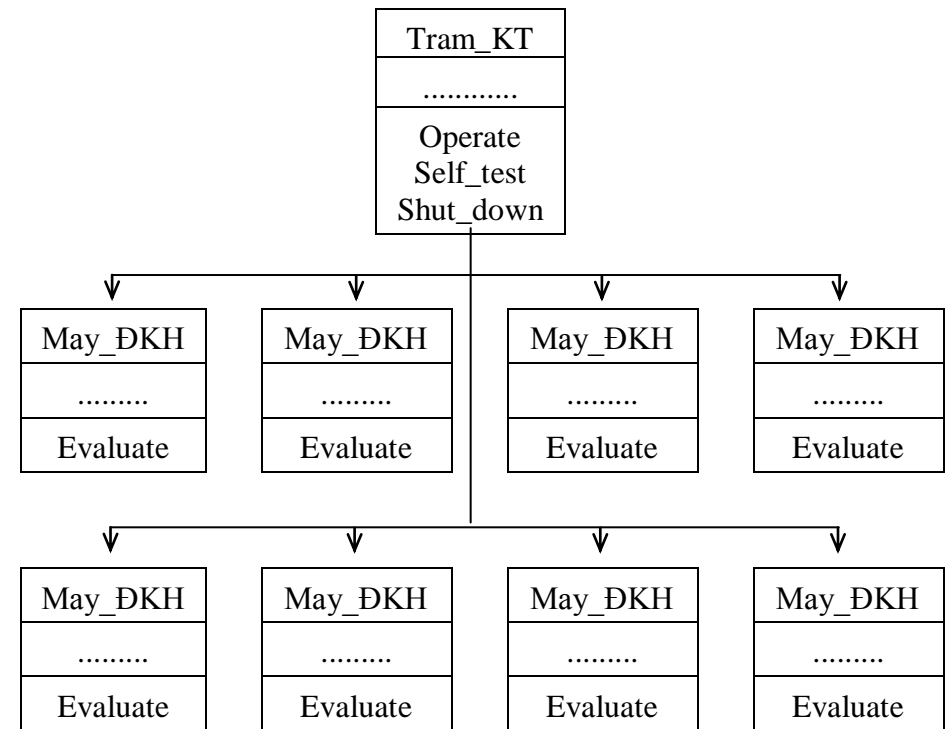 Tram_KT
............
Operate
Self_test
Shut_down
May_ĐKH May_ĐKH May_ĐKH May_ĐKH
......... ......... ......... .........
Evaluate Evaluate Evaluate Evaluate
May_ĐKH May_ĐKH May_ĐKH May_ĐKH
......... ......... ......... .........
Evaluate Evaluate Evaluate Evaluate